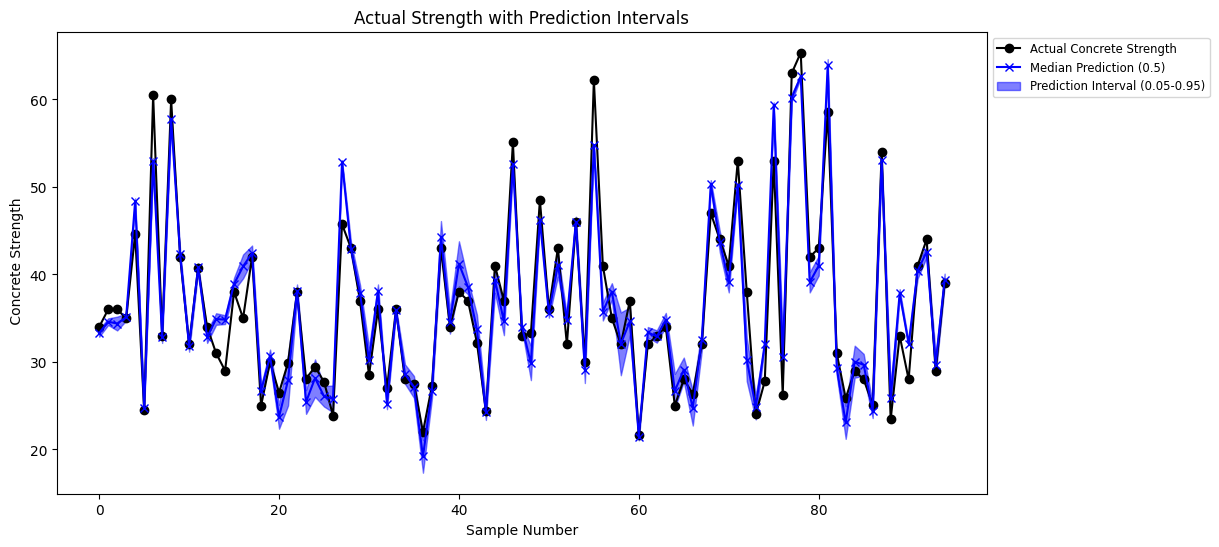 Actual Strength with Prediction Intervals
Actual Concrete Strength
Median Prediction (0.5)
Prediction Interval (0.05-0.95)
Concrete Strength
60
50
40
30
20
0
20
40
60
80
Sample Number